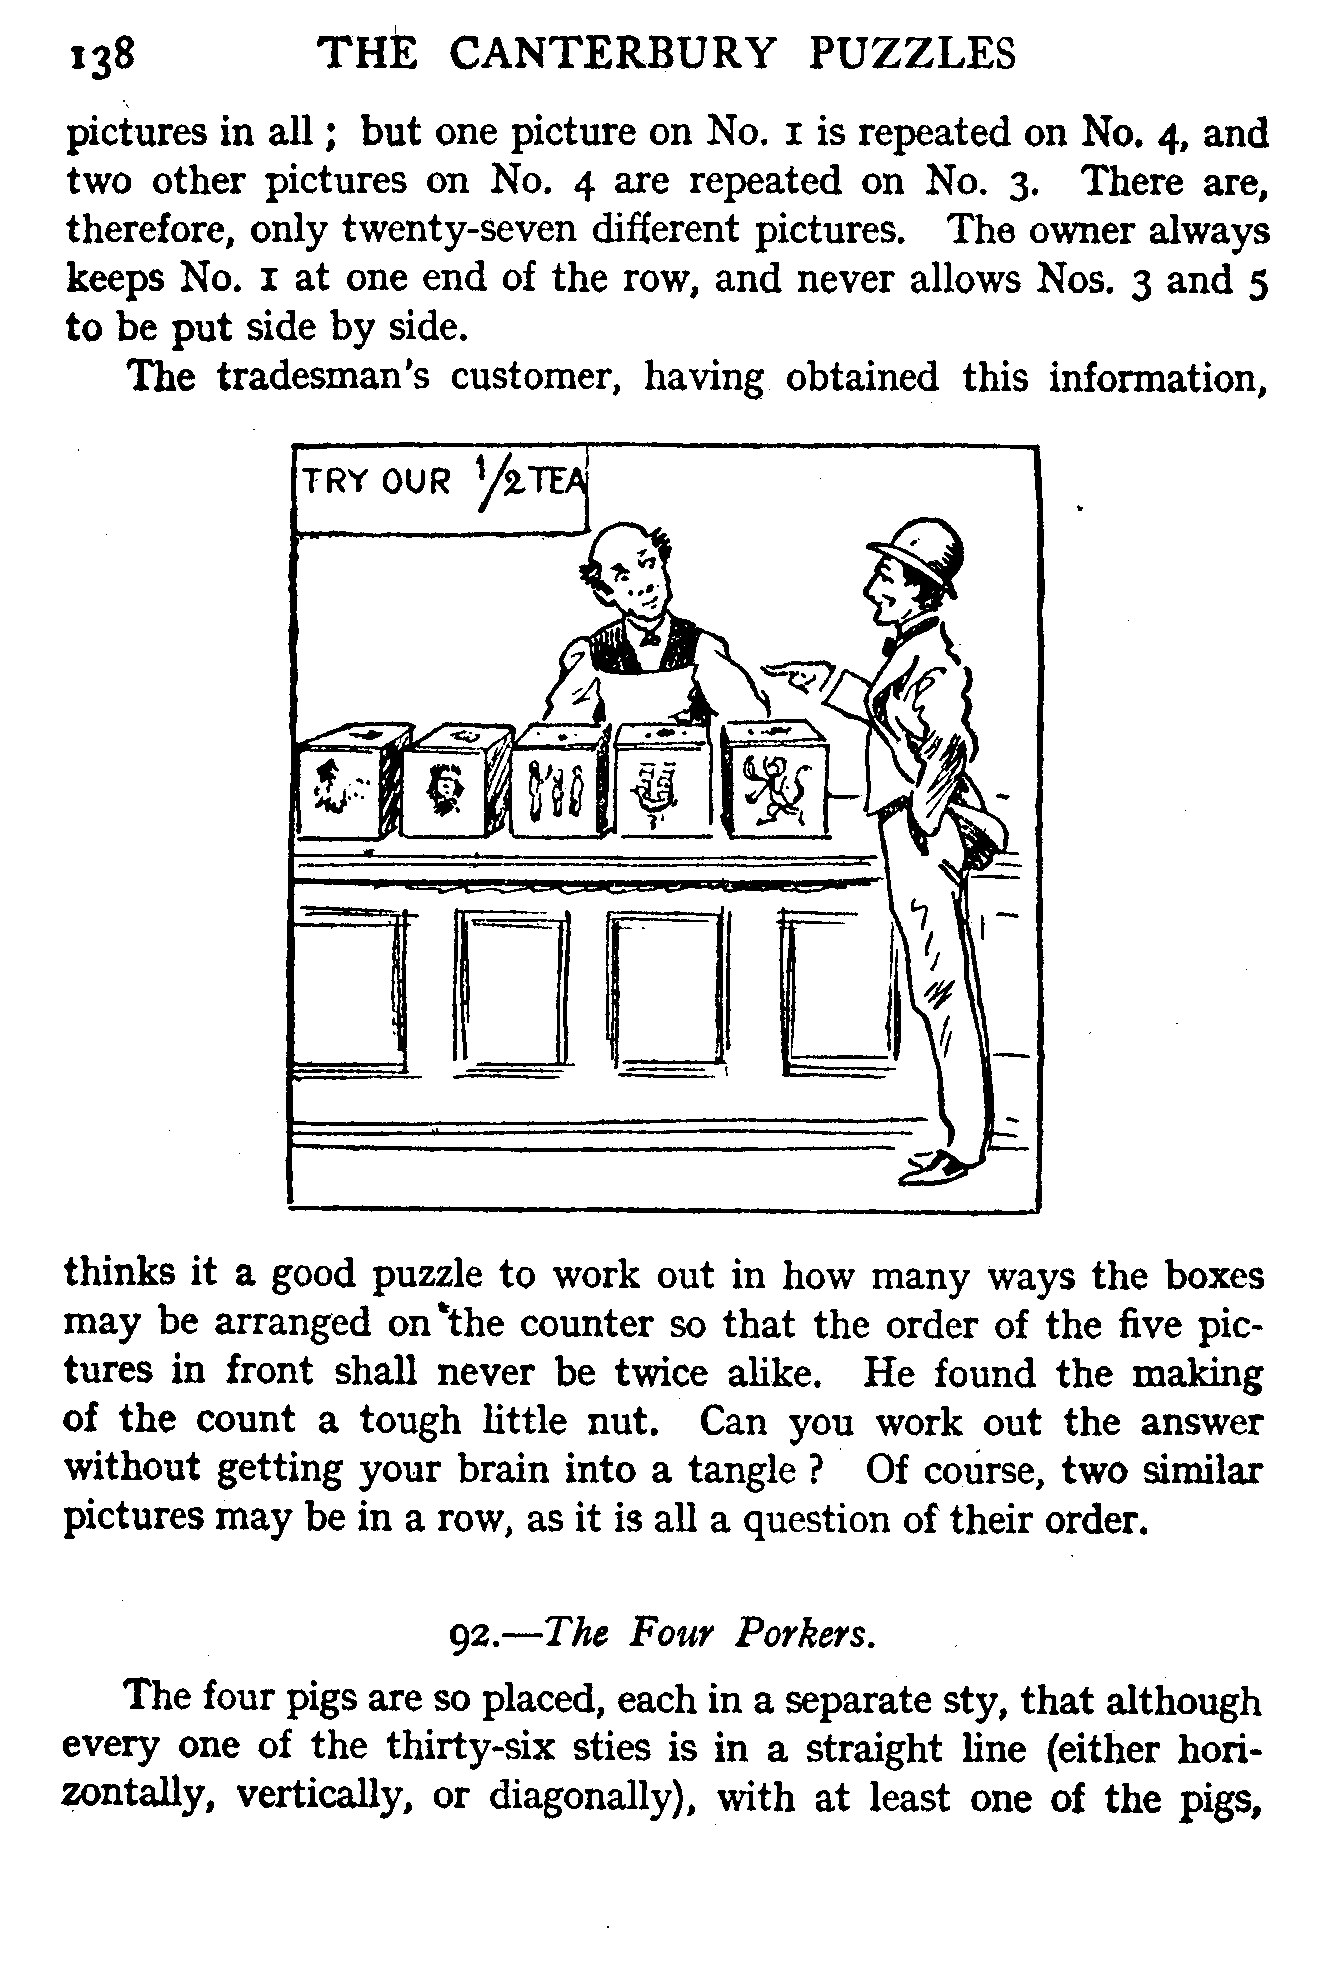 138 THE CANTERBURY PUZZLES
pictures in all ; but one picture on No. 1 is repeated on No. 4, and
two other pictures on No. 4 are repeated on No. 3. There are,
therefore, only twenty-seven different pictures. The owner always
keeps No. 1 at one end of the row, and never allows Nos. 3 and 5
to be put side by side.
The tradesman's customer, having obtained this information,
TRY OUR 1/2 TEA
thinks it a good puzzle to work out in how many ways the boxes
may be arranged on the counter so that the order of the five pic-
tures in front shall never be twice alike. He found the making
of the count a tough little nut. Can you work out the answer
without getting your brain into a tangle ? Of course, two similar
pictures may be in a row, as it is all a question of their order.
92.—The Four Porkers.
The four pigs are so placed, each in a separate sty, that although
every one of the thirty-six sties is in a straight line (either hori-
zontally, vertically, or diagonally), with at least one of the pigs,